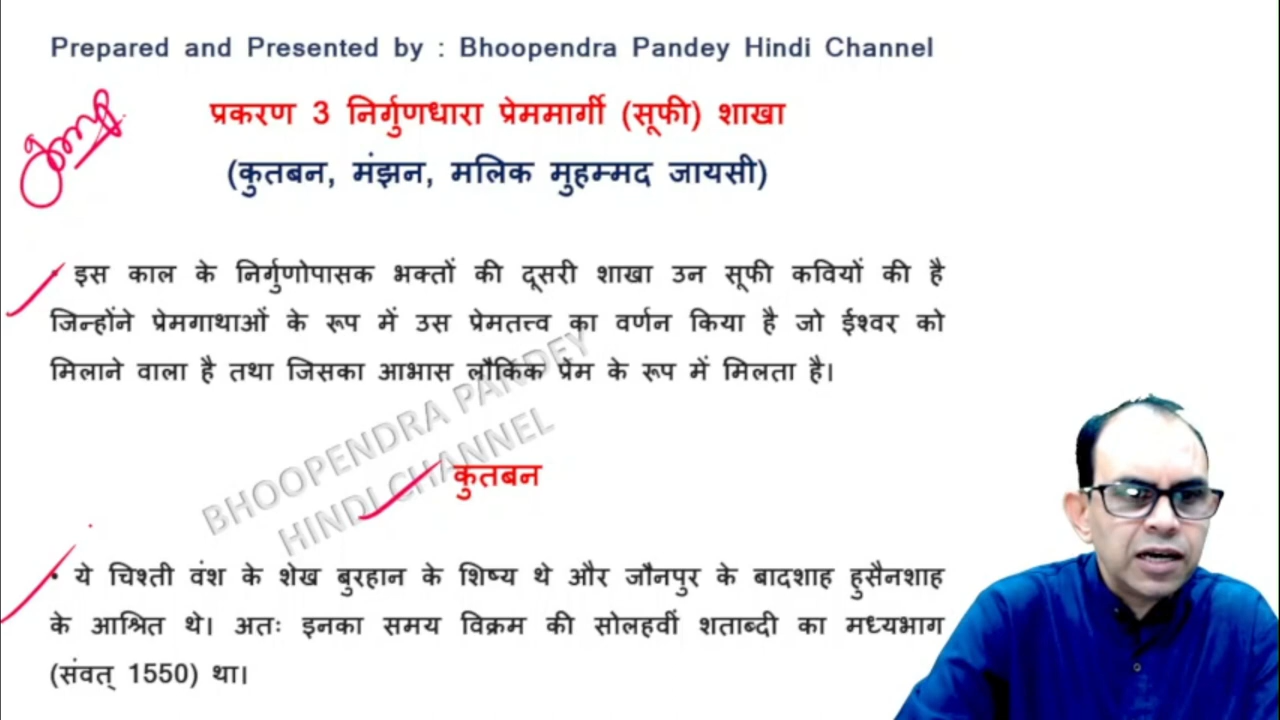 Prepared and Presented by : Bhoopendra Pandey Hindi Channel
प्रकरण 3 निर्गुणधारा प्रेममार्गी (सूफी) शाखा
(कुतबन, मंझन, मलिक मुहम्मद जायसी)
इस काल के निर्गुणोपासक भक्तों की दूसरी शाखा उन सूफी कवियों की है
जिन्होंने प्रेमगाथाओं के रूप में उस प्रेमतत्त्व का वर्णन किया है जो ईश्वर को
मिलाने वाला है तथा जिसका आभास लौकिक प्रेम के रूप में मिलता है।
BHOOPENDRA PANDEY
HINDI CHANNEL
कुतबन
• ये चिश्ती वंश के शेख बुरहान के शिष्य थे और जौनपुर के बादशाह हुसैनशाह
के आश्रित थे। अतः इनका समय विक्रम की सोलहवीं शताब्दी का मध्यभाग
(संवत् 1550) था।